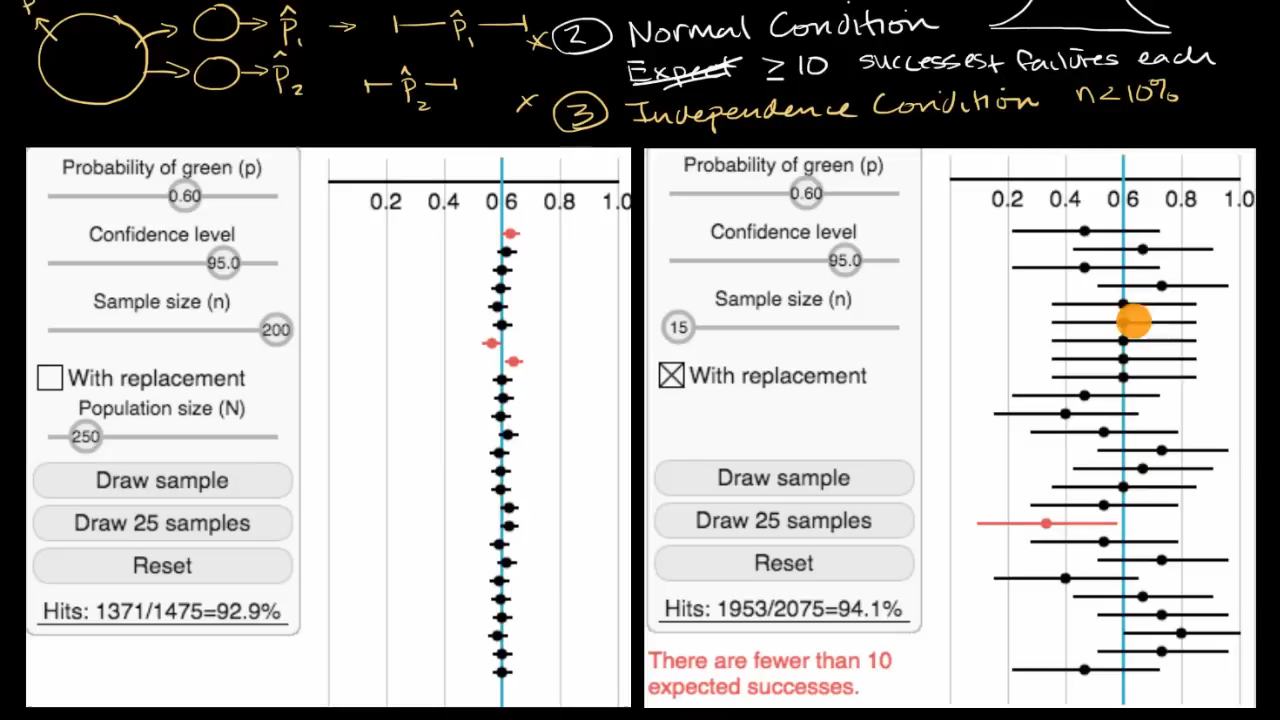 P
P̂₁ → P̂₁ × ② Normal Condition
Expect ≥ 10 successes + failures each
P̂₂ P̂₂
× ③ Independence Condition n<10%
Probability of green (p)
0.60
Confidence level
95.0
Sample size (n)
200
With replacement
Population size (N)
250
Draw sample
Draw 25 samples
Reset
Hits: 1371/1475=92.9%
0.2 0.4 0.6 0.8 1.0
Probability of green (p)
0.60
Confidence level
95.0
Sample size (n)
15
With replacement
Draw sample
Draw 25 samples
Reset
Hits: 1953/2075=94.1%
There are fewer than 10
expected successes.
0.2 0.4 0.6 0.8 1.0